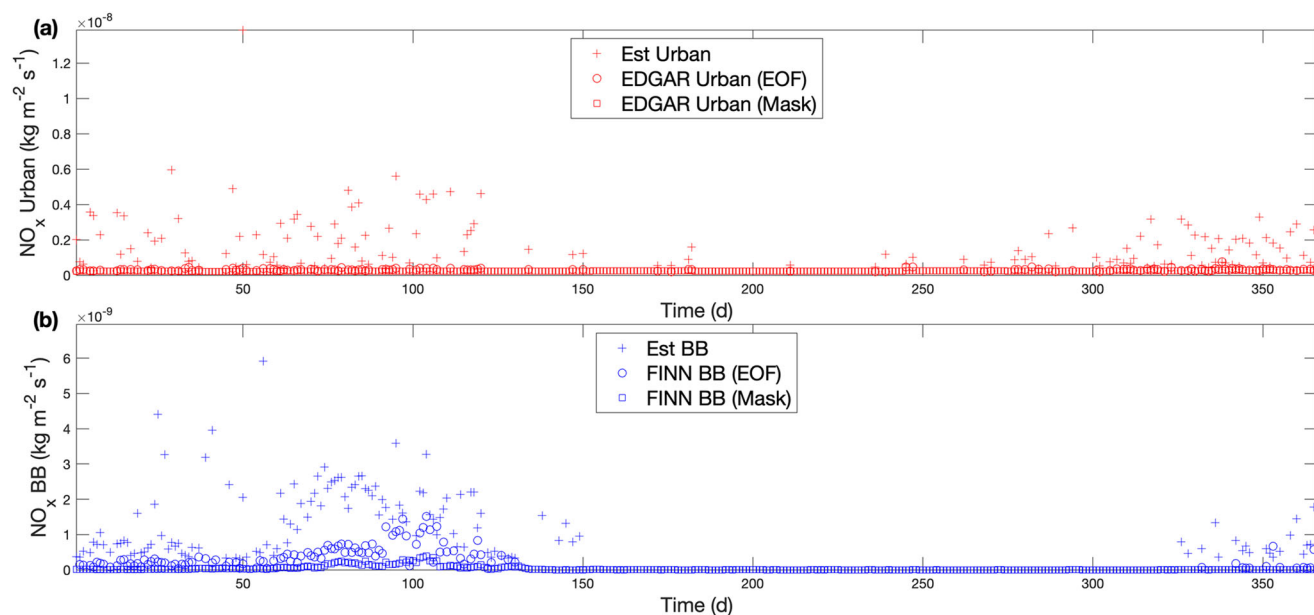 (a)
×10⁻⁸
1.2
1
0.8
0.6
0.4
0.2
0
NOₓ Urban (kg m⁻² s⁻¹)
Est Urban
EDGAR Urban (EOF)
EDGAR Urban (Mask)
50 100 150 200 250 300 350
Time (d)
(b)
×10⁻⁹
6
5
4
3
2
1
0
NOₓ BB (kg m⁻² s⁻¹)
Est BB
FINN BB (EOF)
FINN BB (Mask)
50 100 150 200 250 300 350
Time (d)